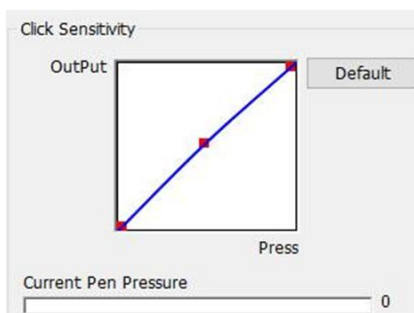 Click Sensitivity
OutPut
Default
Press
Current Pen Pressure
0